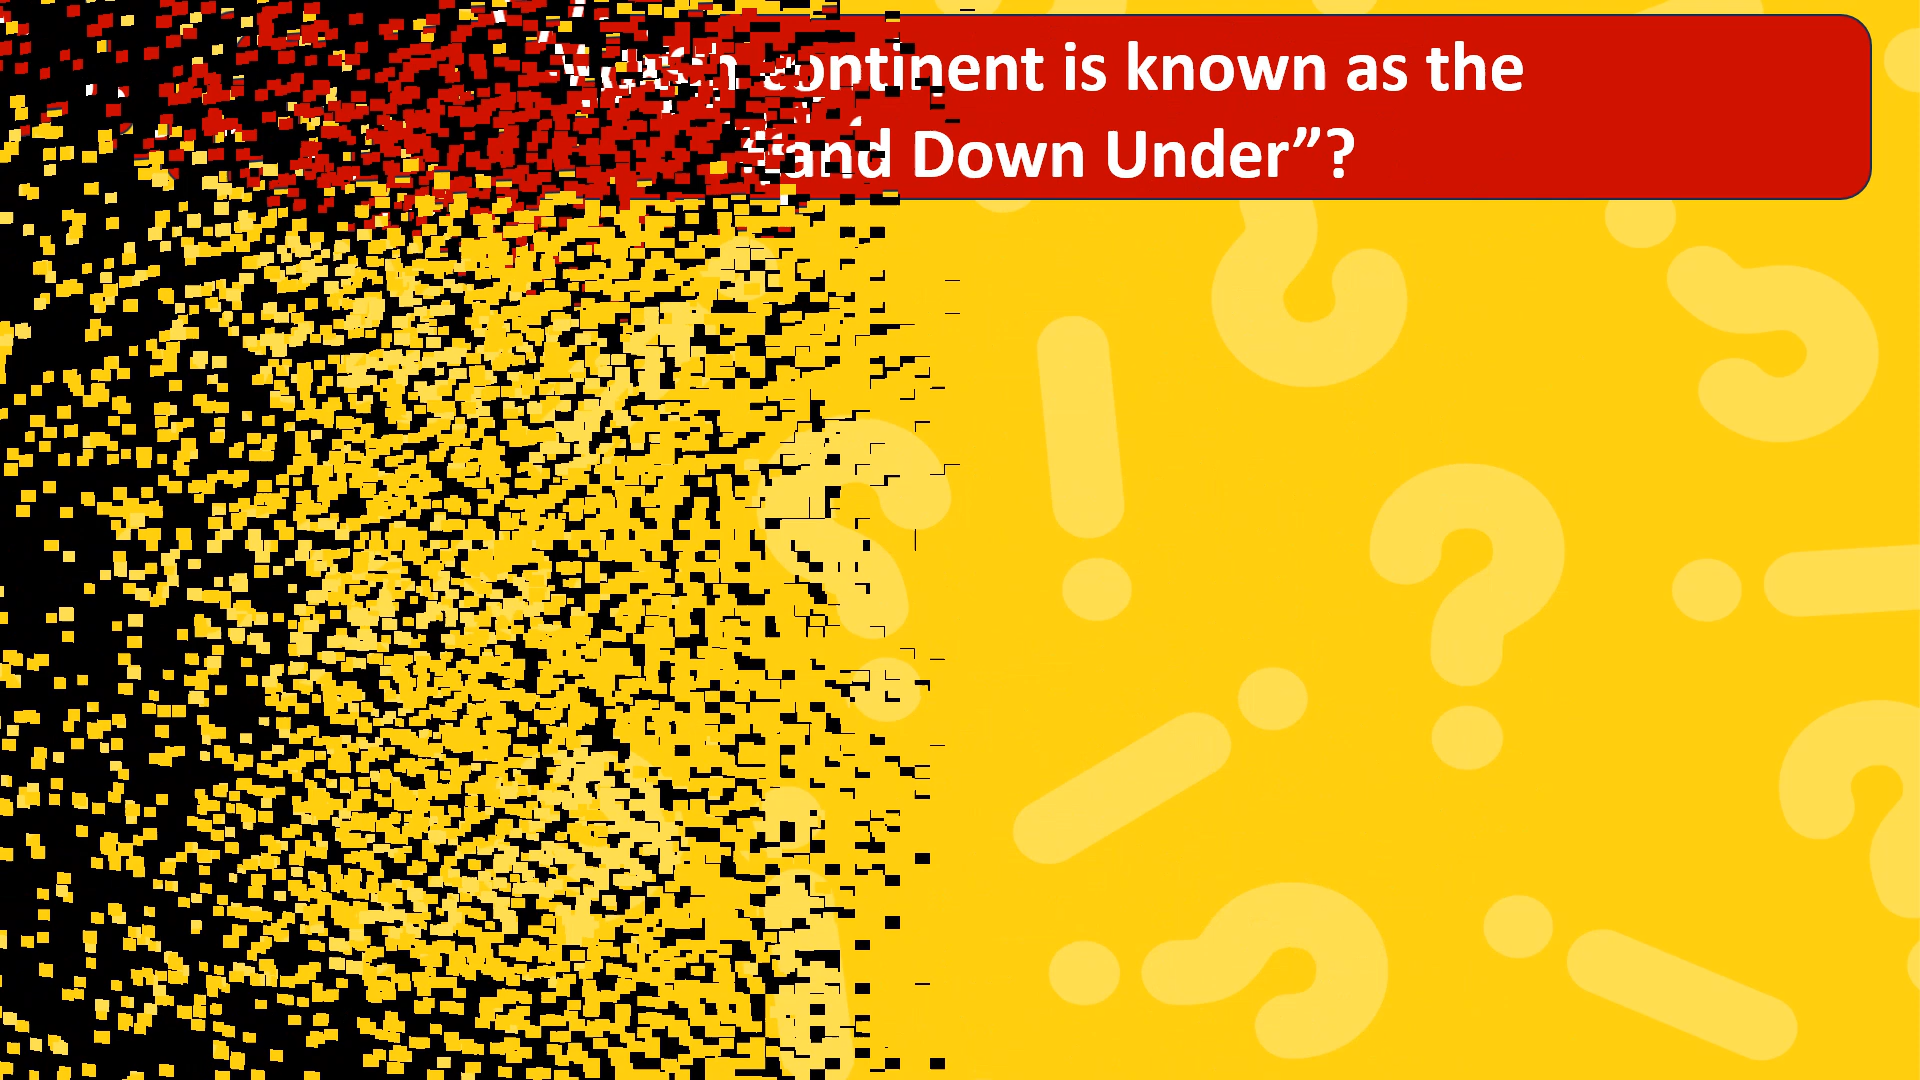 continent is known as the
Down Under”?